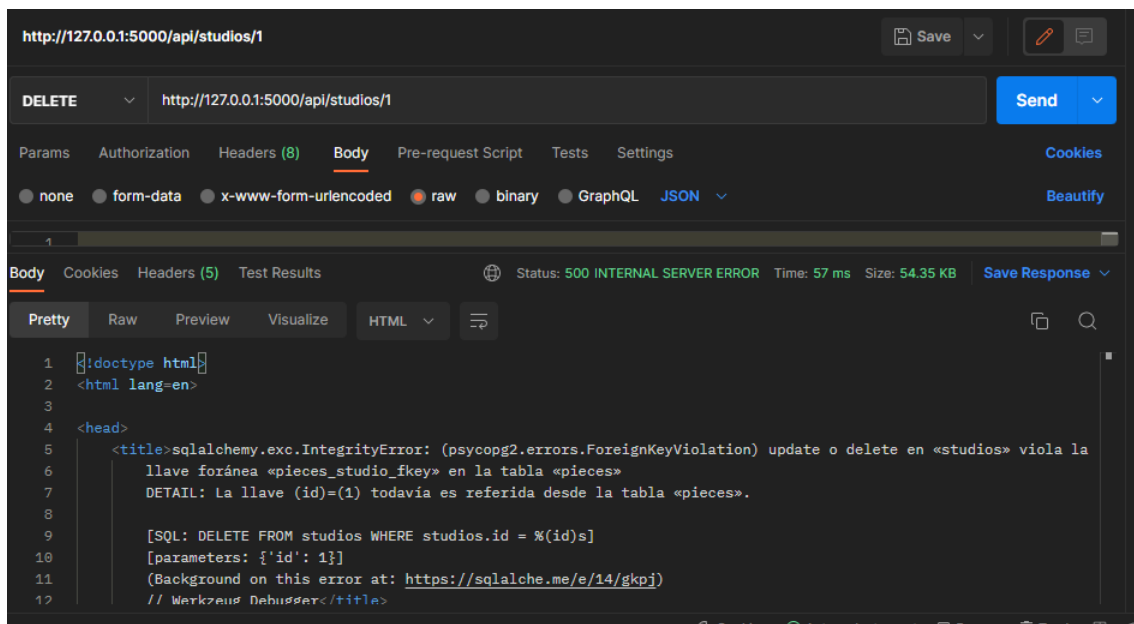 http://127.0.0.1:5000/api/studios/1
Save
DELETE http://127.0.0.1:5000/api/studios/1 Send
Params Authorization Headers (8) Body Pre-request Script Tests Settings Cookies
none form-data x-www-form-urlencoded raw binary GraphQL JSON Beautify
1
Body Cookies Headers (5) Test Results Status: 500 INTERNAL SERVER ERROR Time: 57 ms Size: 54.35 KB Save Response
Pretty Raw Preview Visualize HTML
1 <!doctype html>
2 <html lang=en>
3
4 <head>
5 <title>sqlalchemy.exc.IntegrityError: (psycopg2.errors.ForeignKeyViolation) update o delete en «studios» viola la
6 llave foránea «pieces_studio_fkey» en la tabla «pieces»
7 DETAIL: La llave (id)=(1) todavía es referida desde la tabla «pieces».
8
9 [SQL: DELETE FROM studios WHERE studios.id = %(id)s]
10 [parameters: {'id': 1}]
11 (Background on this error at: https://sqlalche.me/e/14/gkpj)
12 // Werkzeug Debugger</title>